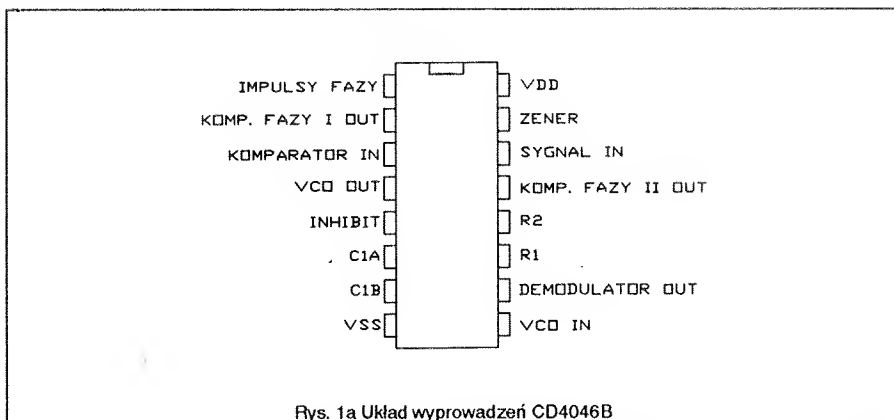 IMPULSY FAZY
KOMP. FAZY I OUT
KOMPARATOR IN
VCO OUT
INHIBIT
C1A
C1B
VSS
VDD
ZENER
SYGNAL IN
KOMP. FAZY II OUT
R2
R1
DEMODULATOR OUT
VCO IN
Rys. 1a Układ wyprowadzeń CD4046B